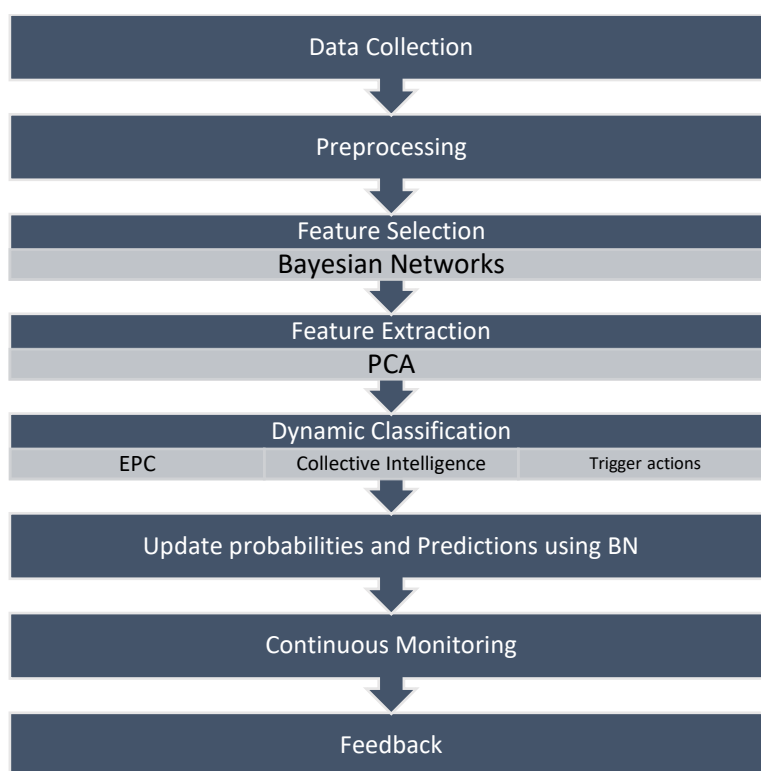 Data Collection
Preprocessing
Feature Selection
Bayesian Networks
Feature Extraction
PCA
Dynamic Classification
EPC Collective Intelligence Trigger actions
Update probabilities and Predictions using BN
Continuous Monitoring
Feedback